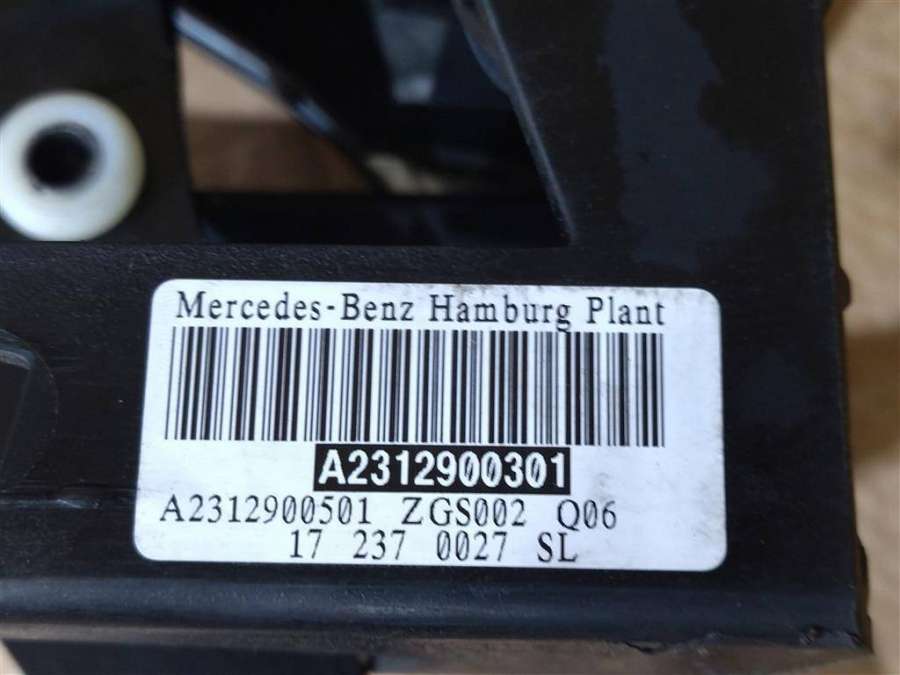 Mercedes-Benz Hamburg Plant
A2312900301
A2312900501 ZGS002 Q06
17 237 0027 SL